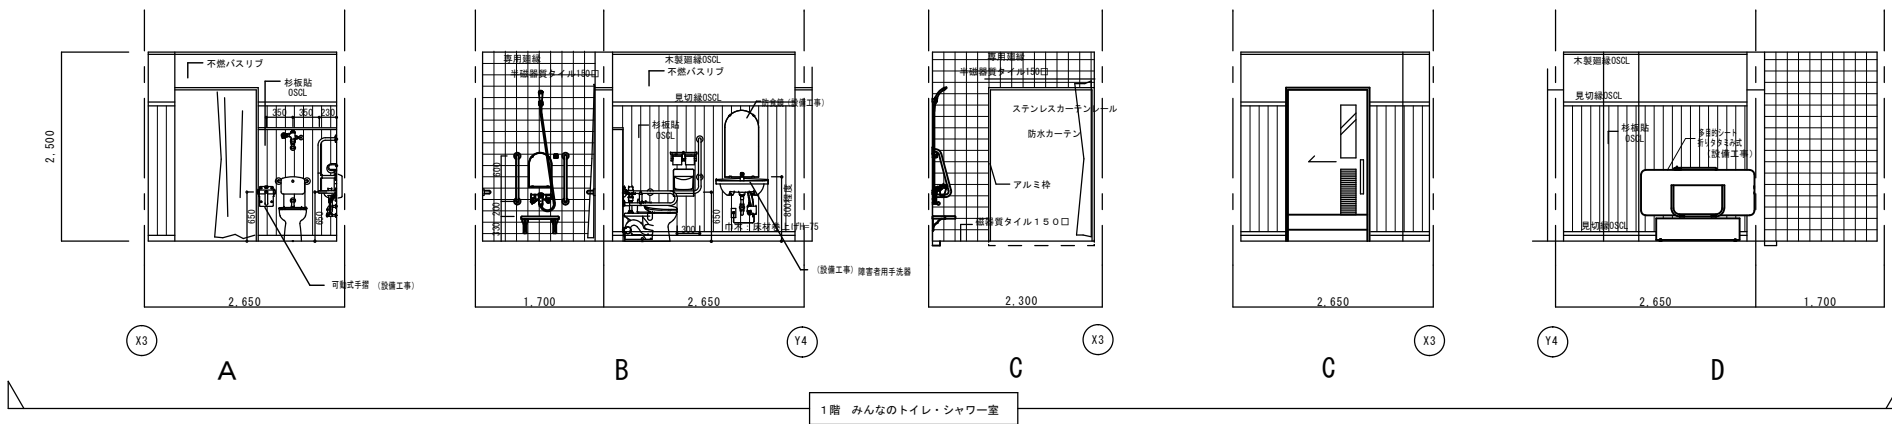 2,500
不燃バスリブ
杉板貼
OSCL
350
350
230
650
650
可動式手摺 (設備工事)
2,650
X3
A
専用廻縁
半磁器質タイル150□
木製廻縁OSCL
不燃バスリブ
見切縁OSCL
防食鏡(設備工事)
杉板貼
OSCL
600
200
330
300
650
800程度
巾木:床材巻上げH=75
(設備工事) 障害者用手洗器
1,700
2,650
Y4
B
専用廻縁
半磁器質タイル150□
ステンレスカーテンレール
防水カーテン
アルミ枠
磁器質タイル150□
2,300
X3
C
2,650
X3
C
木製廻縁OSCL
見切縁OSCL
杉板貼
OSCL
多目的シート
折りタタミみ式
(設備工事)
見切縁OSCL
2,650
1,700
Y4
D
1階 みんなのトイレ・シャワー室